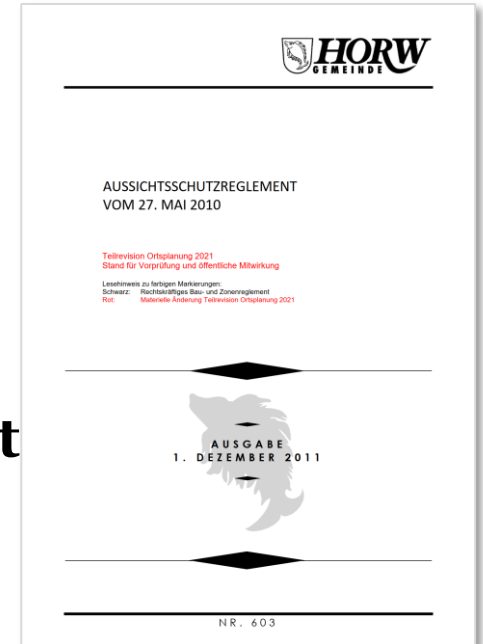 HORW
GEMEINDE
AUSSICHTSSCHUTZREGLEMENT
VOM 27. MAI 2010
Teilrevision Ortsplanung 2021
Stand für Vorprüfung und öffentliche Mitwirkung
Lesehinweis zu farbigen Markierungen:
Schwarz: Rechtskräftiges Bau- und Zonenreglement
Rot: Materielle Änderung Teilrevision Ortsplanung 2021
t
AUSGABE
1. DEZEMBER 2011
NR. 603